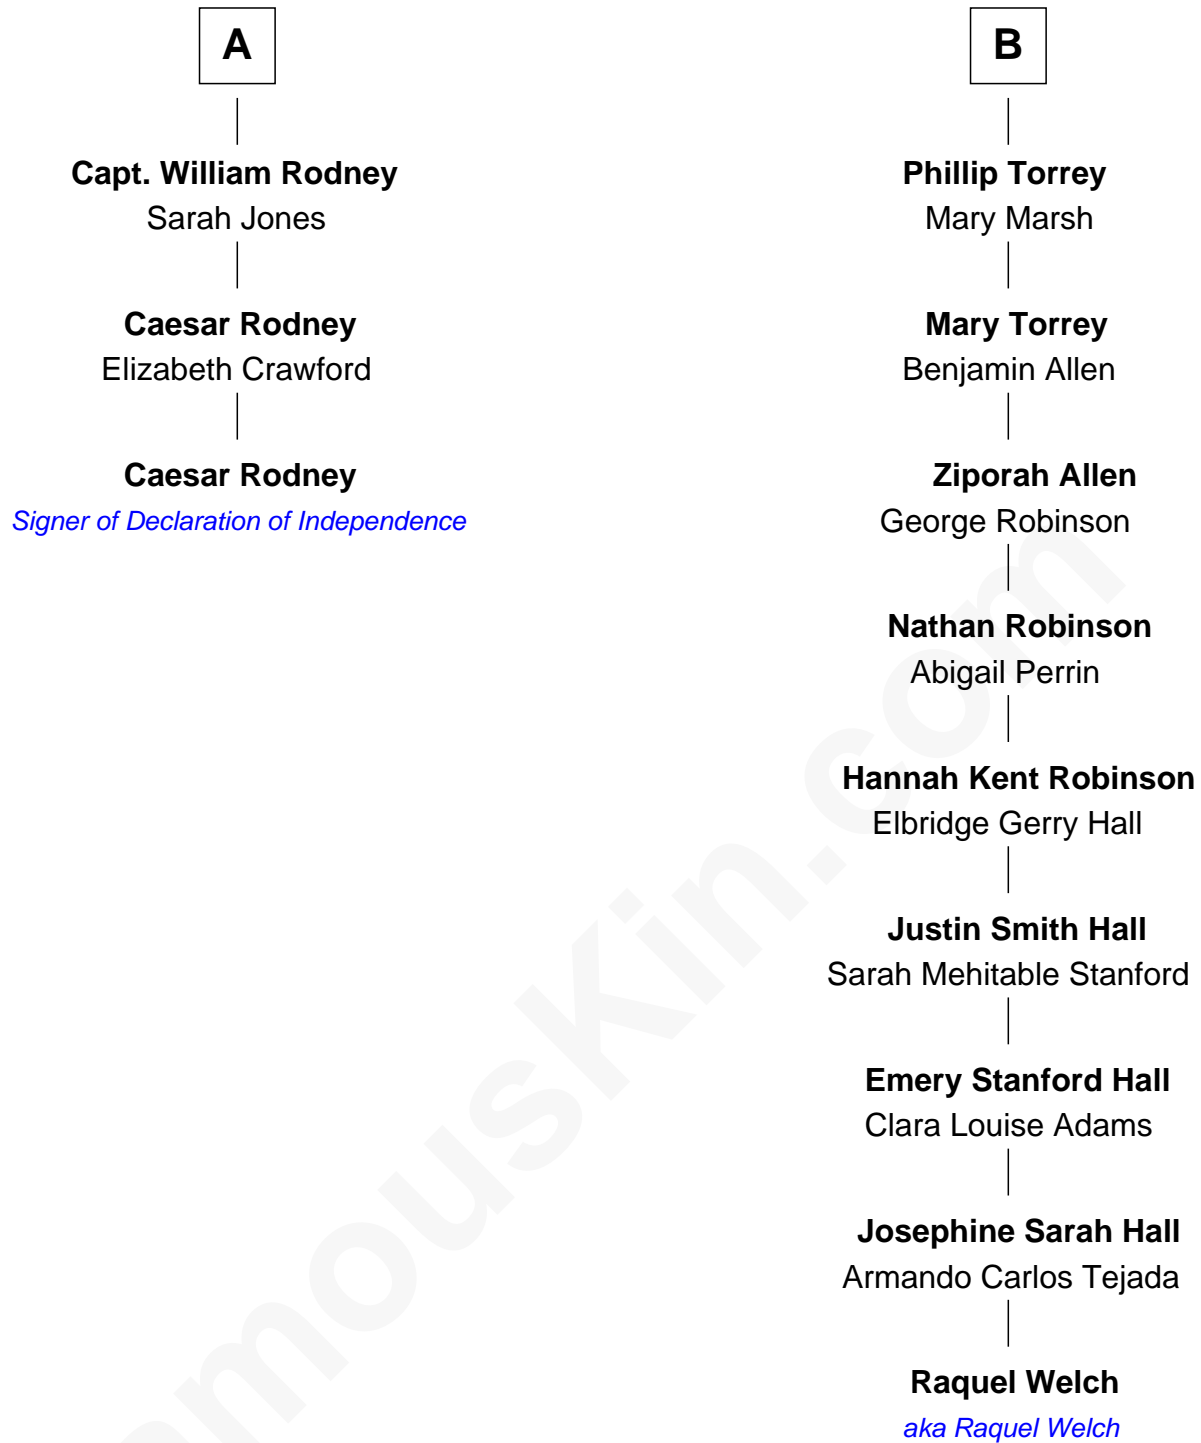 A
Capt. William Rodney
Sarah Jones
Caesar Rodney
Elizabeth Crawford
Caesar Rodney
Signer of Declaration of Independence
B
Phillip Torrey
Mary Marsh
Mary Torrey
Benjamin Allen
Ziporah Allen
George Robinson
Nathan Robinson
Abigail Perrin
Hannah Kent Robinson
Elbridge Gerry Hall
Justin Smith Hall
Sarah Mehitable Stanford
Emery Stanford Hall
Clara Louise Adams
Josephine Sarah Hall
Armando Carlos Tejada
Raquel Welch
aka Raquel Welch
amousKin.com